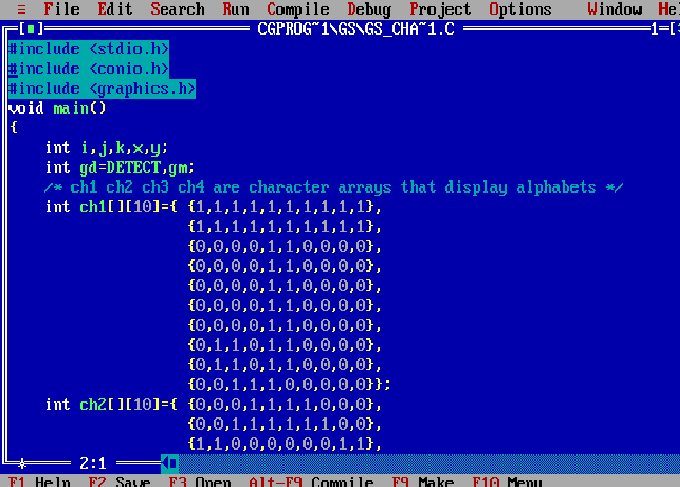 ≡ File Edit Search Run Compile Debug Project Options Window Hel
[■] CGPROG~1\GS\GS_CHA~1.C 1=[
#include <stdio.h>
#include <conio.h>
#include <graphics.h>
void main()
{
int i,j,k,x,y;
int gd=DETECT,gm;
/* ch1 ch2 ch3 ch4 are character arrays that display alphabets */
int ch1[][10]={ {1,1,1,1,1,1,1,1,1,1},
{1,1,1,1,1,1,1,1,1,1},
{0,0,0,0,1,1,0,0,0,0},
{0,0,0,0,1,1,0,0,0,0},
{0,0,0,0,1,1,0,0,0,0},
{0,0,0,0,1,1,0,0,0,0},
{0,0,0,0,1,1,0,0,0,0},
{0,1,1,0,1,1,0,0,0,0},
{0,1,1,0,1,1,0,0,0,0},
{0,0,1,1,1,0,0,0,0,0}};
int ch2[][10]={ {0,0,0,1,1,1,1,0,0,0},
{0,0,1,1,1,1,1,1,0,0},
{1,1,0,0,0,0,0,0,1,1},
2:1
F1 Help F2 Save F3 Open Alt-F9 Compile F9 Make F10 Menu